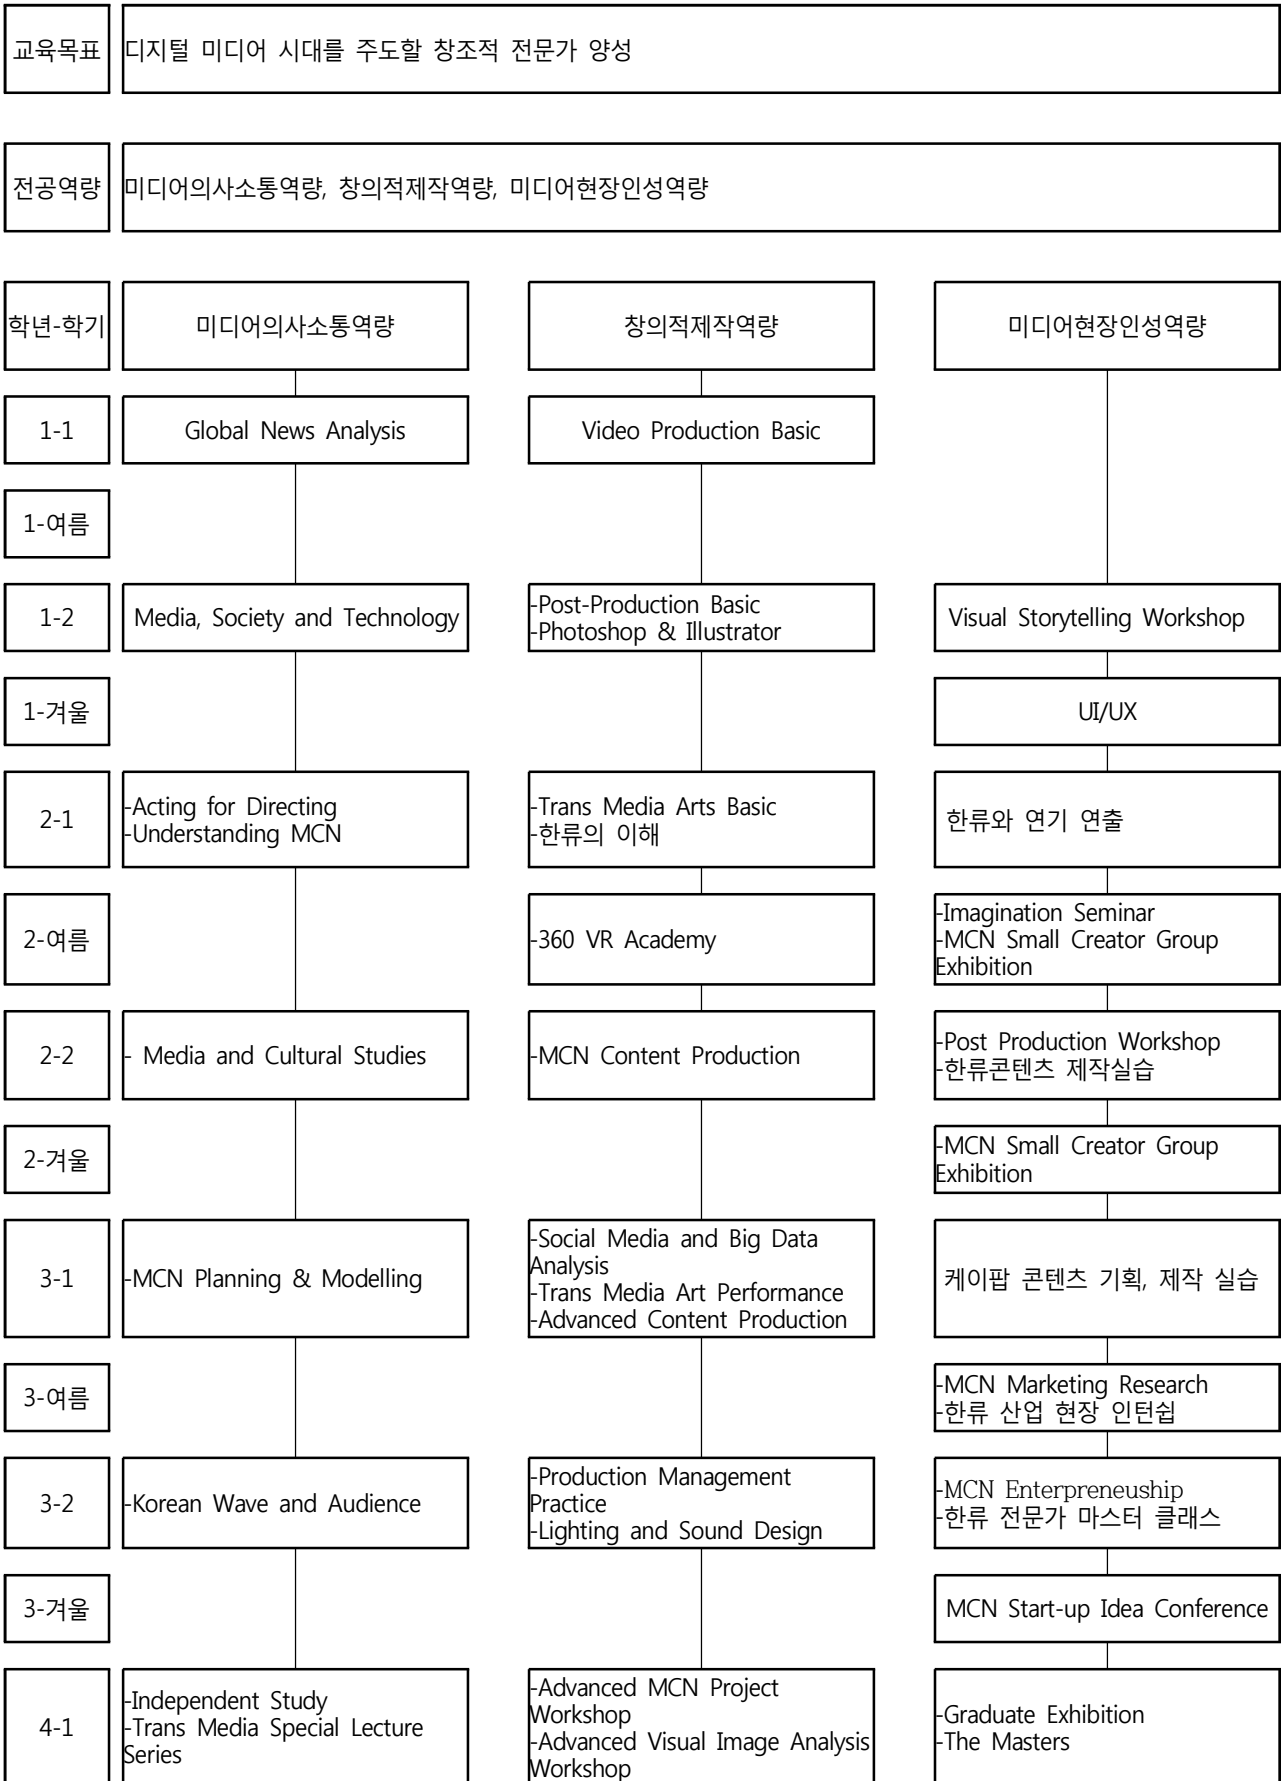 교육목표
디지털 미디어 시대를 주도할 창조적 전문가 양성
전공역량
미디어의사소통역량, 창의적제작역량, 미디어현장인성역량
학년-학기
미디어의사소통역량
창의적제작역량
미디어현장인성역량
1-1
Global News Analysis
Video Production Basic
1-여름
1-2
Media, Society and Technology
-Post-Production Basic
-Photoshop & Illustrator
Visual Storytelling Workshop
1-겨울
UI/UX
2-1
-Acting for Directing
-Understanding MCN
-Trans Media Arts Basic
-한류의 이해
한류와 연기 연출
2-여름
-360 VR Academy
-Imagination Seminar
-MCN Small Creator Group
Exhibition
2-2
- Media and Cultural Studies
-MCN Content Production
-Post Production Workshop
-한류콘텐츠 제작실습
2-겨울
-MCN Small Creator Group
Exhibition
3-1
-MCN Planning & Modelling
-Social Media and Big Data
Analysis
-Trans Media Art Performance
-Advanced Content Production
케이팝 콘텐츠 기획, 제작 실습
3-여름
-MCN Marketing Research
-한류 산업 현장 인턴쉽
3-2
-Korean Wave and Audience
-Production Management
Practice
-Lighting and Sound Design
-MCN Enterpreneuship
-한류 전문가 마스터 클래스
3-겨울
MCN Start-up Idea Conference
4-1
-Independent Study
-Trans Media Special Lecture
Series
-Advanced MCN Project
Workshop
-Advanced Visual Image Analysis
Workshop
-Graduate Exhibition
-The Masters